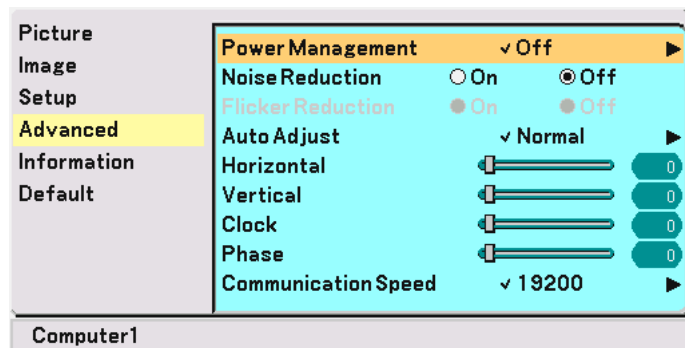 Picture
Image
Setup
Advanced
Information
Default
Power Management ✓ Off
Noise Reduction On Off
Flicker Reduction On Off
Auto Adjust ✓ Normal
Horizontal 0
Vertical 0
Clock 0
Phase 0
Communication Speed ✓ 19200
Computer1